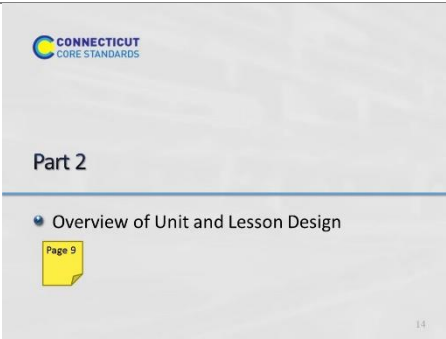 CONNECTICUT
CORE STANDARDS
Part 2
Overview of Unit and Lesson Design
Page 9
14